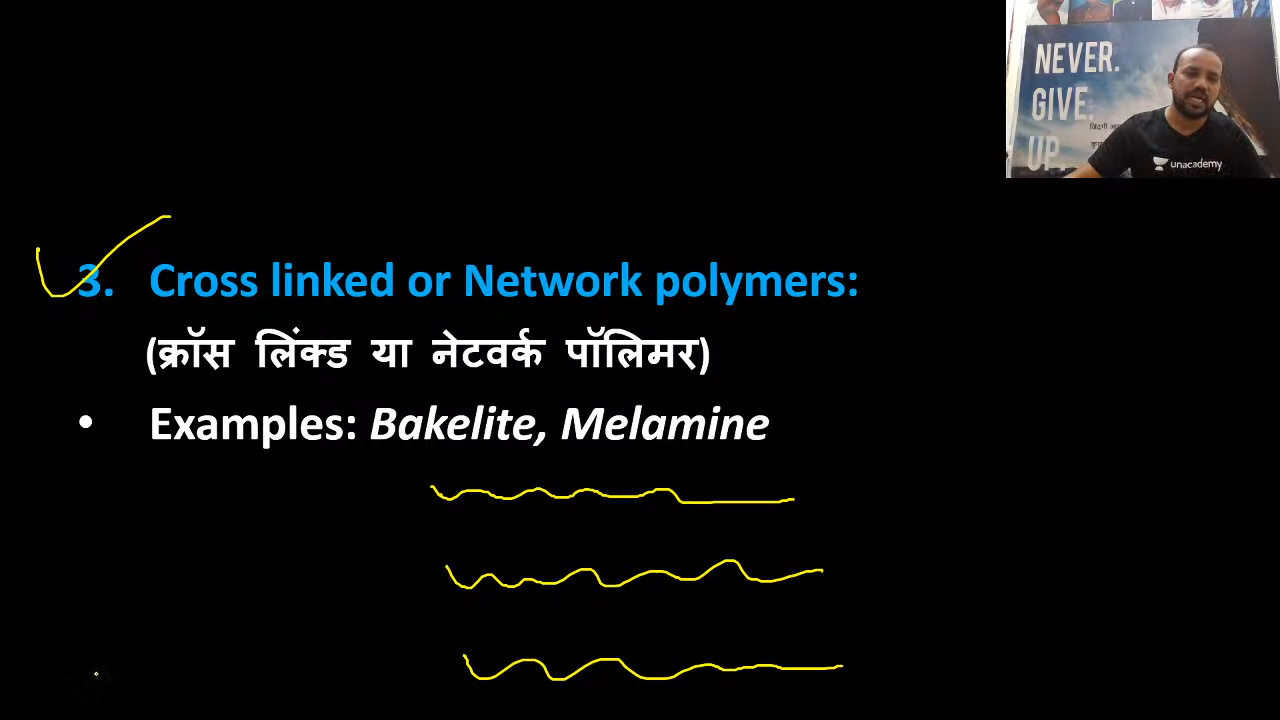 NEVER.
GIVE.
UP.
unacademy
3. Cross linked or Network polymers:
(क्रॉस लिंक्ड या नेटवर्क पॉलिमर)
• Examples: Bakelite, Melamine